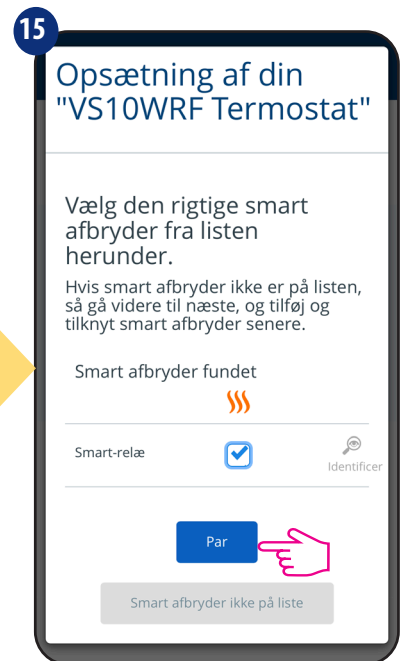 15
Opsætning af din
"VS10WRF Termostat"
Vælg den rigtige smart
afbryder fra listen
herunder.
Hvis smart afbryder ikke er på listen,
så gå videre til næste, og tilføj og
tilknyt smart afbryder senere.
Smart afbryder fundet
Smart-relæ
Identificer
Par
Smart afbryder ikke på liste